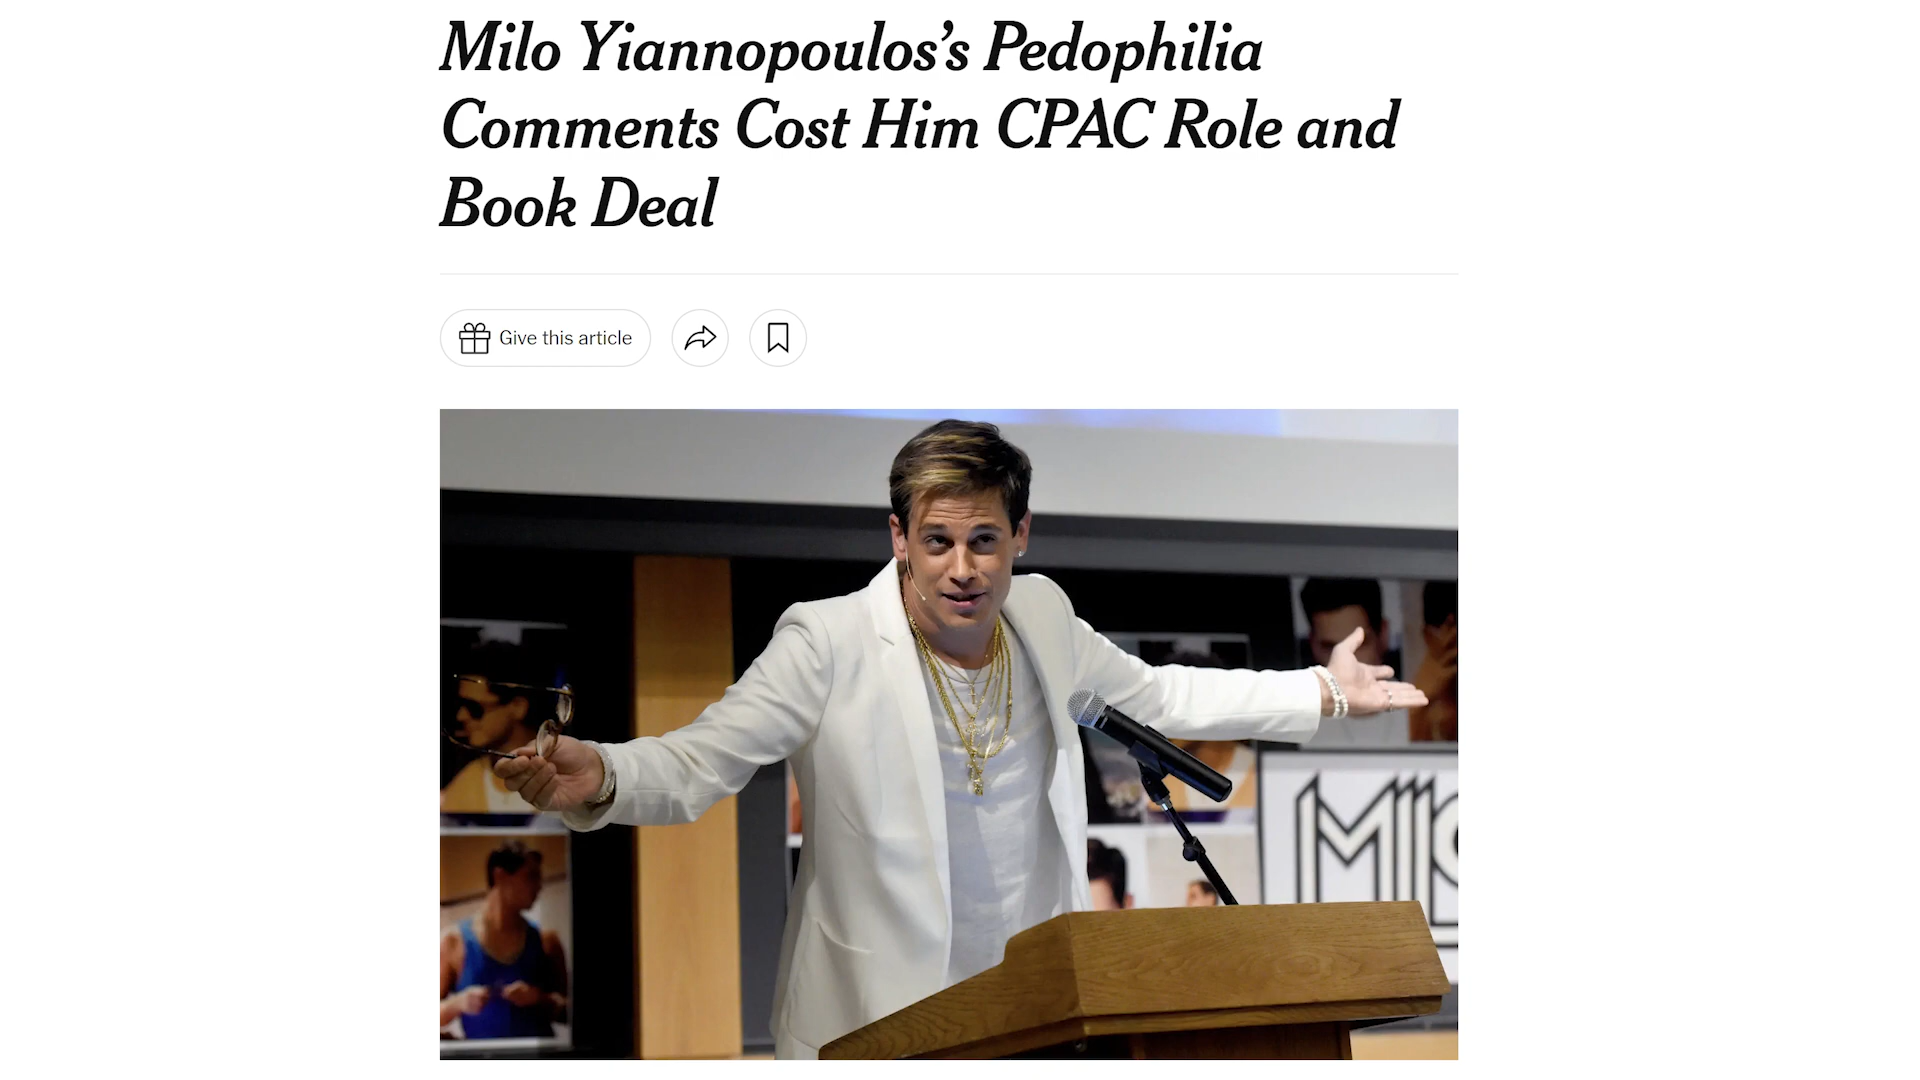 Milo Yiannopoulos’s Pedophilia
Comments Cost Him CPAC Role and
Book Deal
Give this article